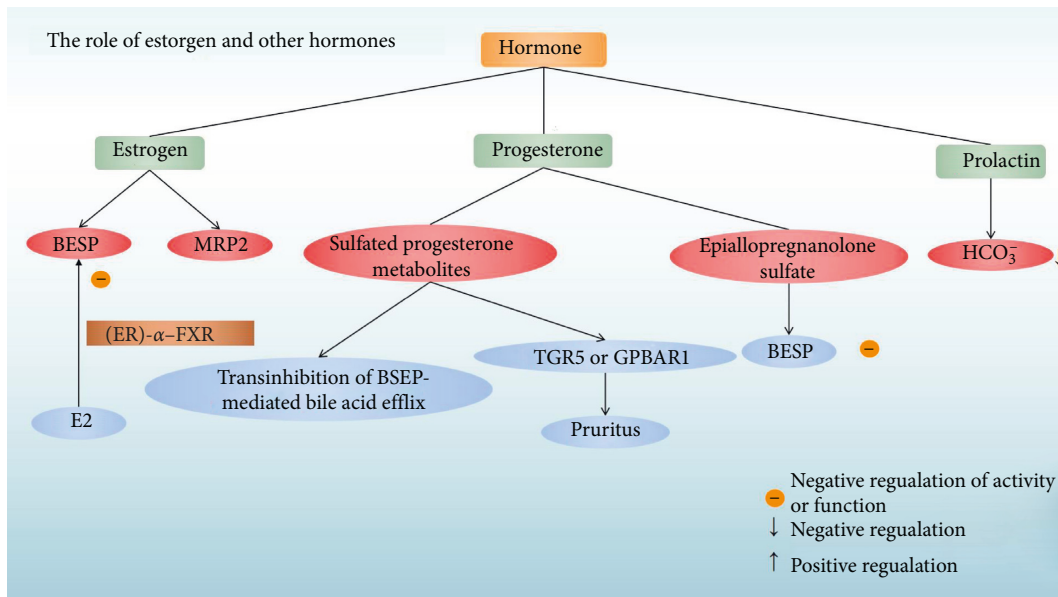 The role of estorgen and other hormones
Hormone
Estrogen
Progesterone
Prolactin
BESP
MRP2
Sulfated progesterone
metabolites
Epiallopregnanolone
sulfate
HCO₃⁻ ↓
−
(ER)-α–FXR
E2
Transinhibition of BSEP-
mediated bile acid efflix
TGR5 or GPBAR1
Pruritus
BESP
−
− Negative regualation of activity
or function
↓ Negative regualation
↑ Positive regualation